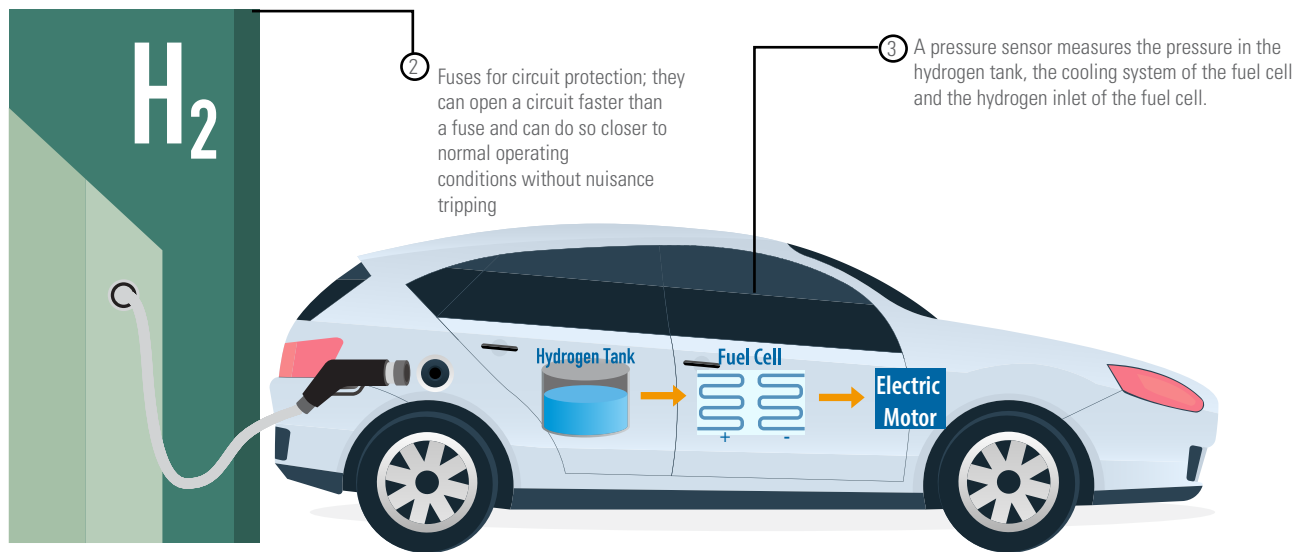 H2
2
Fuses for circuit protection; they
can open a circuit faster than
a fuse and can do so closer to
normal operating
conditions without nuisance
tripping
3
A pressure sensor measures the pressure in the
hydrogen tank, the cooling system of the fuel cell
and the hydrogen inlet of the fuel cell.
Hydrogen Tank
Fuel Cell
+ -
Electric
Motor